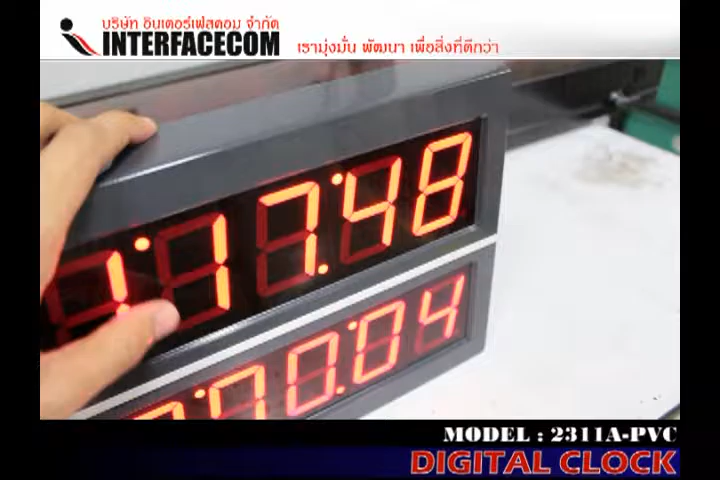 บริษัท อินเตอร์เฟสคอม จำกัด
INTERFACECOM
เรามุ่งมั่น พัฒนา เพื่อสิ่งที่ดีกว่า
17:48
0.04
MODEL : 2311A-PVC
DIGITAL CLOCK